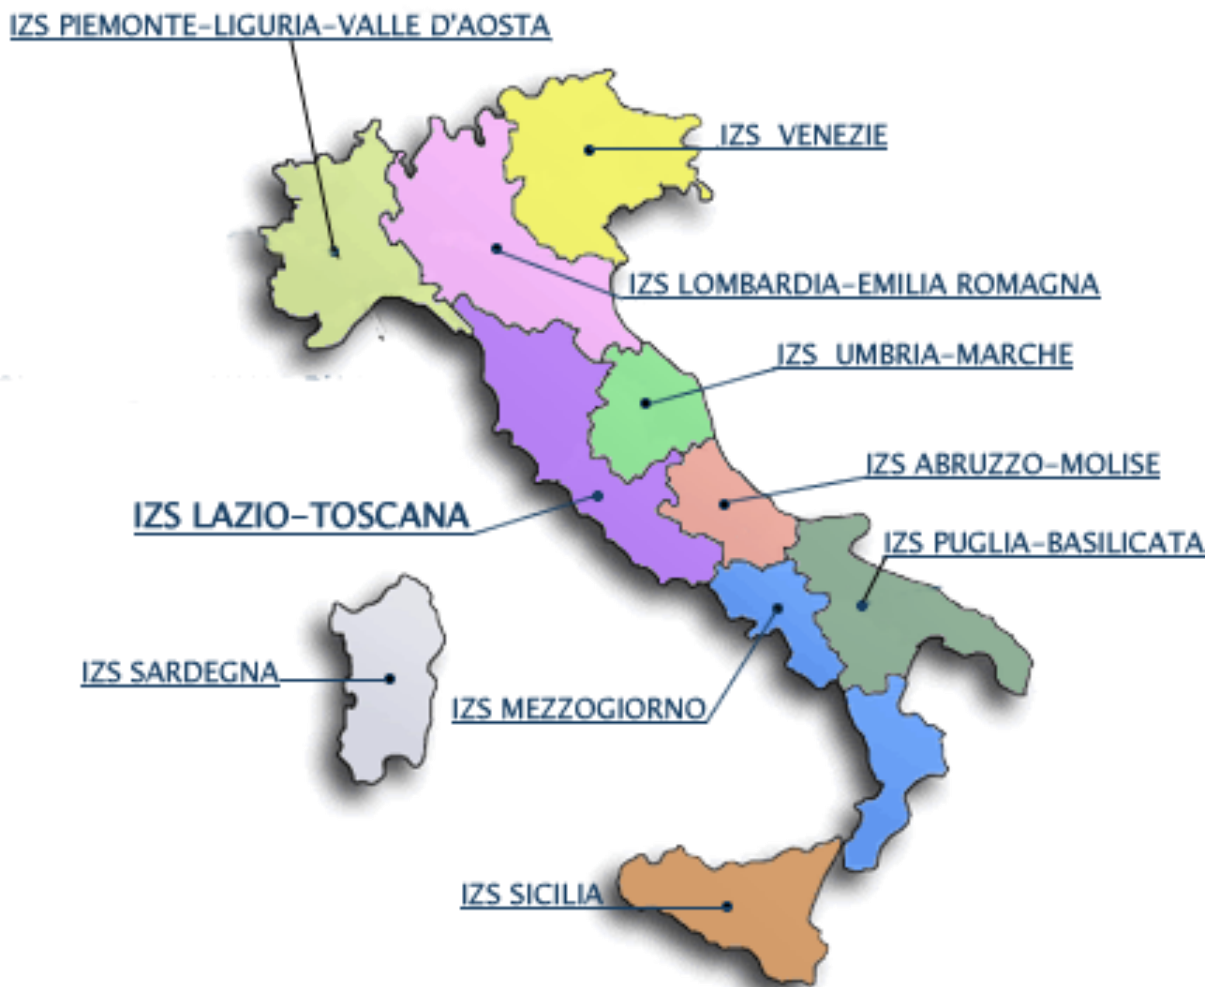 IZS PIEMONTE-LIGURIA-VALLE D'AOSTA
IZS VENEZIE
IZS LOMBARDIA-EMILIA ROMAGNA
IZS UMBRIA-MARCHE
IZS ABRUZZO-MOLISE
IZS LAZIO-TOSCANA
IZS PUGLIA-BASILICATA
IZS SARDEGNA
IZS MEZZOGIORNO
IZS SICILIA